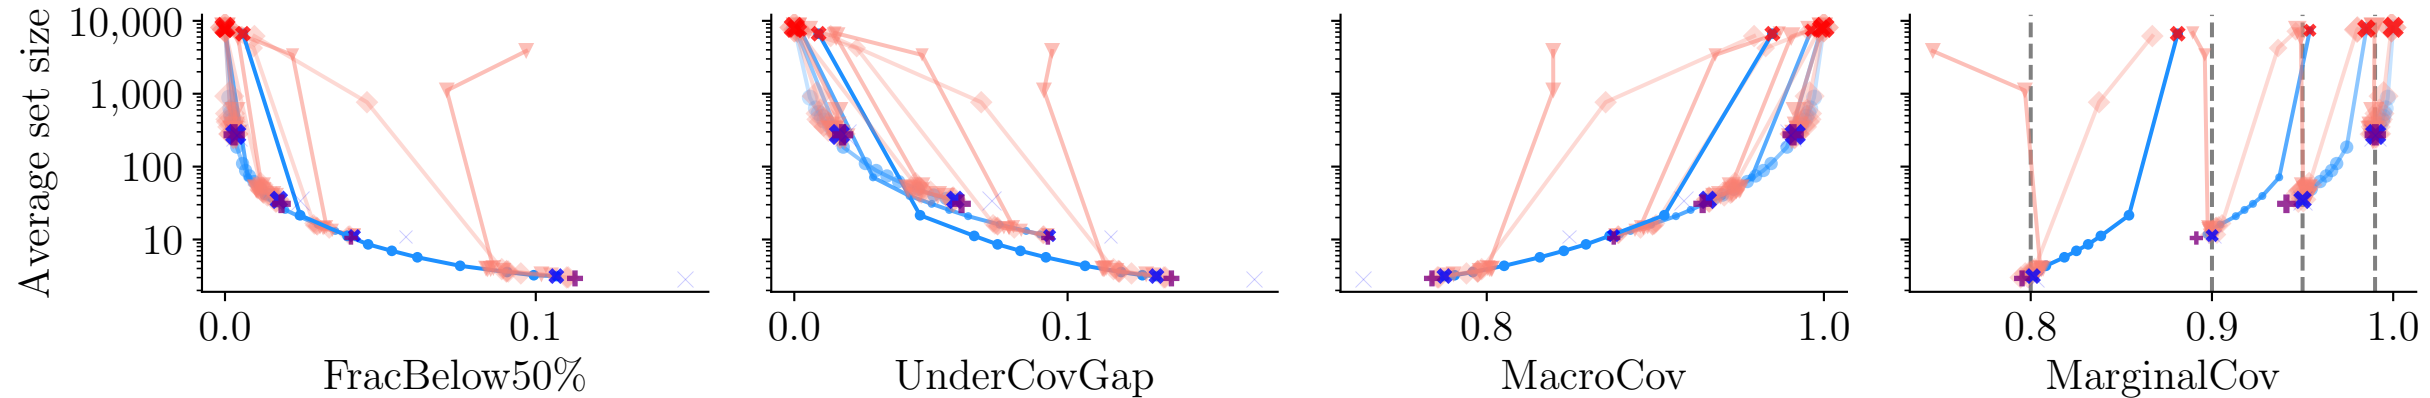 Average set size
10,000
1,000
100
10
0.0 0.1
FracBelow50%
0.0 0.1
UnderCovGap
0.8 1.0
MacroCov
0.8 0.9 1.0
MarginalCov